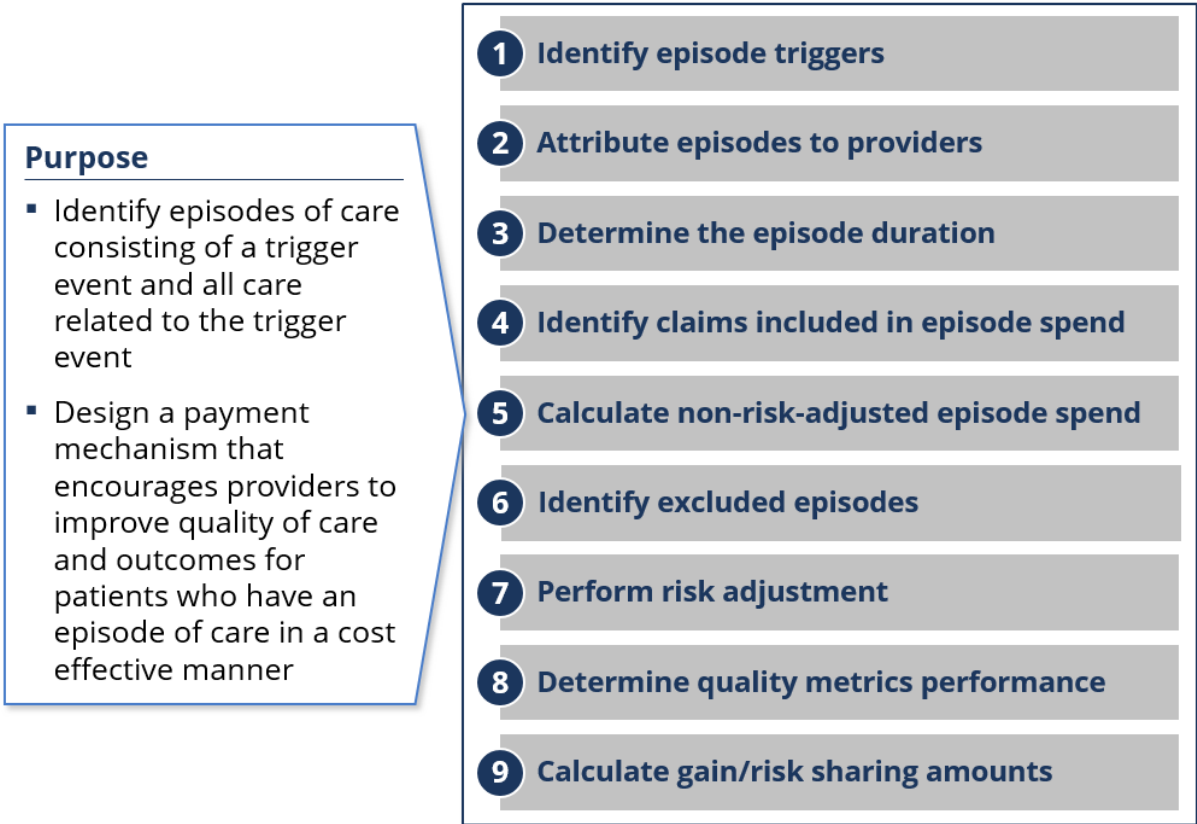 Purpose
▪ Identify episodes of care
consisting of a trigger
event and all care
related to the trigger
event
▪ Design a payment
mechanism that
encourages providers to
improve quality of care
and outcomes for
patients who have an
episode of care in a cost
effective manner
1 Identify episode triggers
2 Attribute episodes to providers
3 Determine the episode duration
4 Identify claims included in episode spend
5 Calculate non-risk-adjusted episode spend
6 Identify excluded episodes
7 Perform risk adjustment
8 Determine quality metrics performance
9 Calculate gain/risk sharing amounts